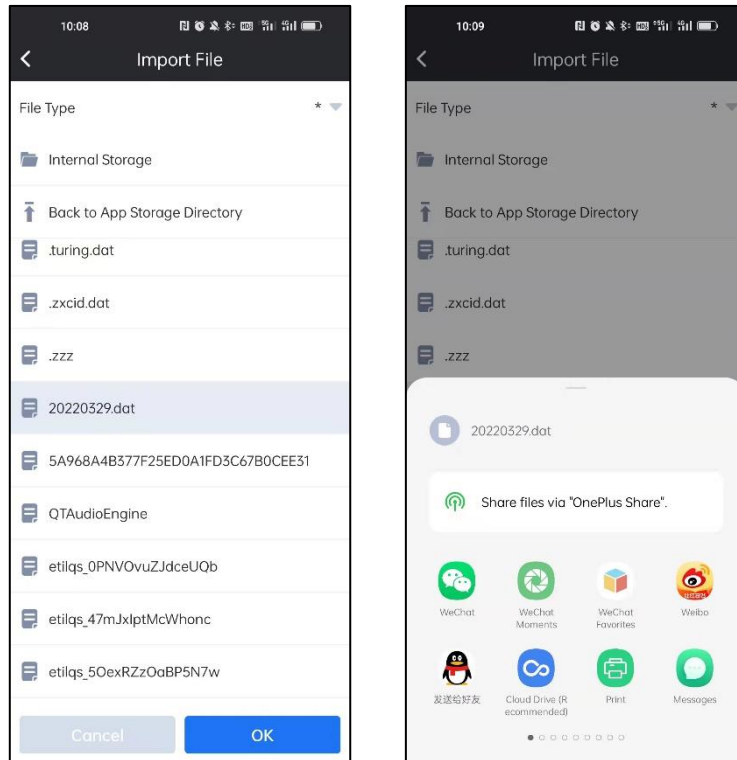 10:08
Import File
File Type
*
Internal Storage
Back to App Storage Directory
.turing.dat
.zxcid.dat
.zzz
20220329.dat
5A968A4B377F25ED0A1FD3C67B0CEE31
QTAudioEngine
etilqs_0PNVOvuZJdceUQb
etilqs_47mJxIptMcWhonc
etilqs_5OexRZzOaBP5N7w
Cancel
OK
10:09
Import File
File Type
*
Internal Storage
Back to App Storage Directory
.turing.dat
.zxcid.dat
.zzz
20220329.dat
Share files via "OnePlus Share".
WeChat
WeChat
Moments
WeChat
Favorites
Weibo
发送给好友
Cloud Drive (R
ecommended)
Print
Messages